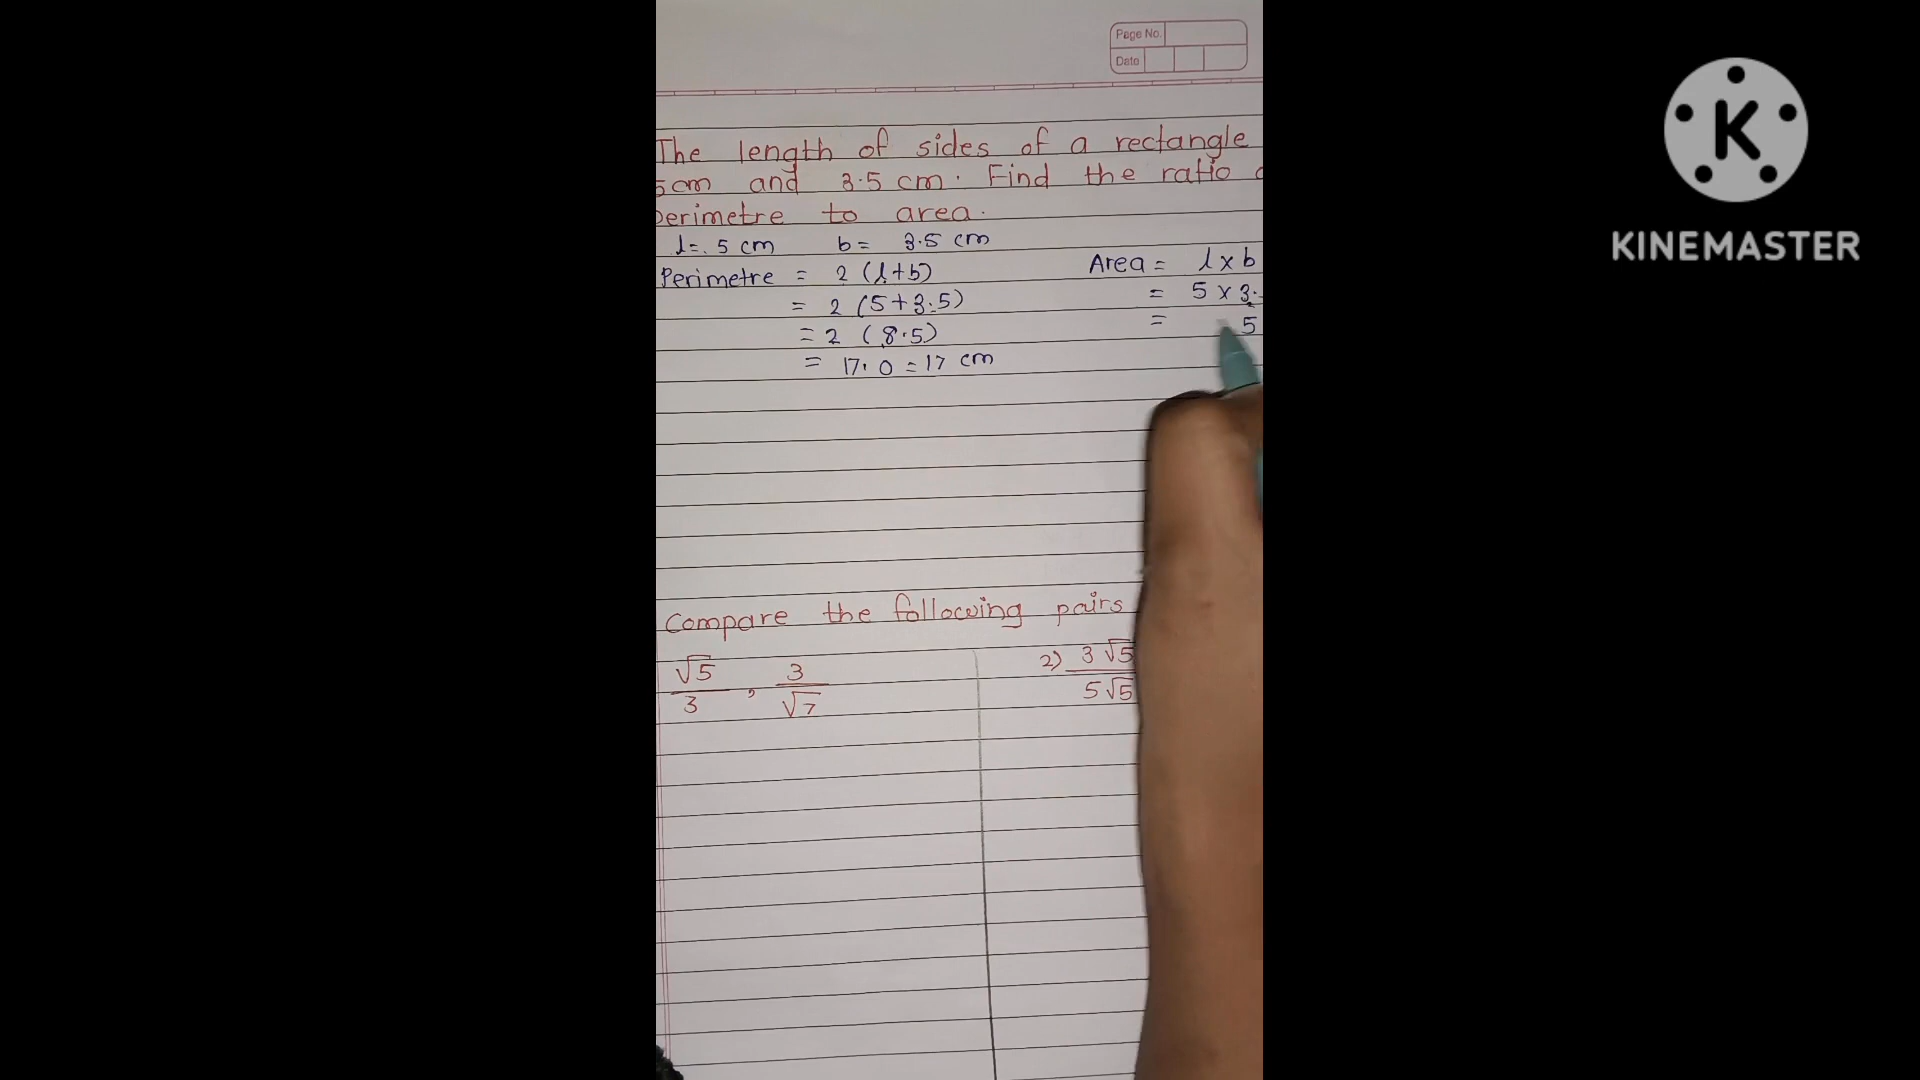 Page No.
Date
The length of sides of a rectangle
5cm and 3.5 cm. Find the ratio
perimetre to area.
l = 5 cm b = 3.5 cm
Perimetre = 2 (l+b)
= 2 (5+3.5)
= 2 (8.5)
= 17.0 = 17 cm
Area = l x b
= 5 x 3.
= 5
Compare the following pairs
√5/3 , 3/√7
2) 3√5/5√5
K
KINEMASTER